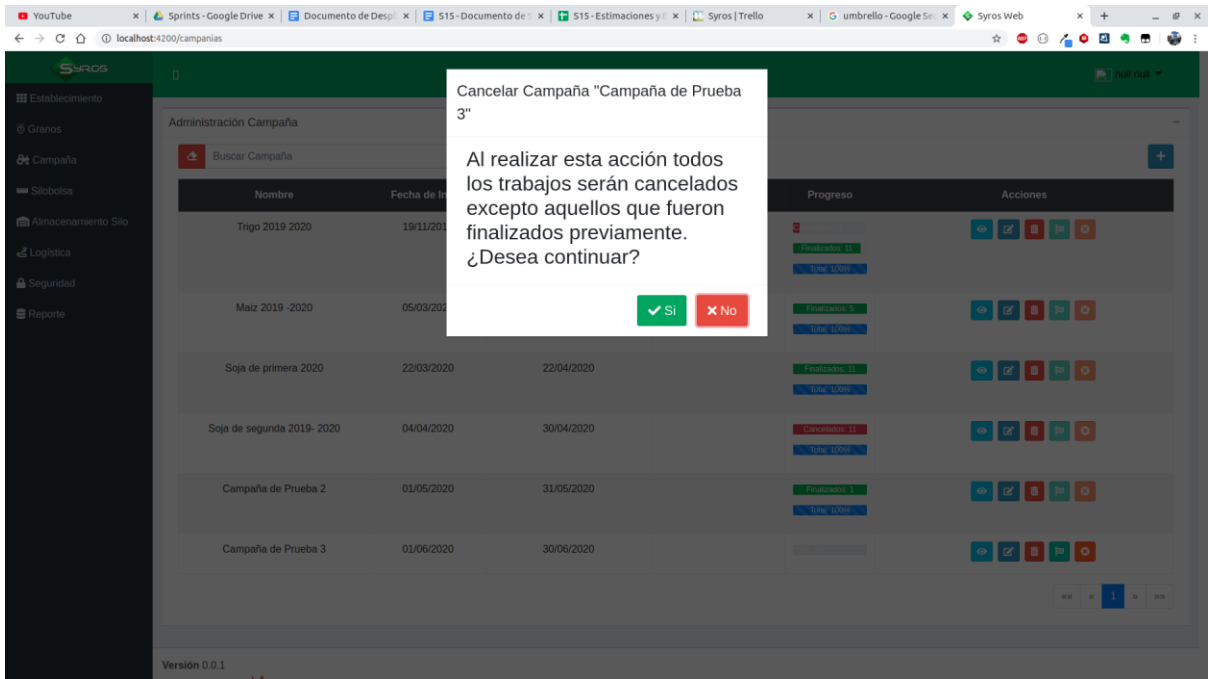 YouTube
Sprints - Google Drive
Documento de Despli
S15 - Documento de S
S15 - Estimaciones y E
Syros | Trello
umbrello - Google Se
Syros Web
localhost:4200/campanias
SYROS
null null
Establecimiento
Granos
Campaña
Silobolsa
Almacenamiento Silo
Logística
Seguridad
Reporte
Cancelar Campaña "Campaña de Prueba
3"
Al realizar esta acción todos
los trabajos serán cancelados
excepto aquellos que fueron
finalizados previamente.
¿Desea continuar?
Si
No
Administración Campaña
Buscar Campaña
Nombre Fecha de In Progreso Acciones
Trigo 2019 2020 19/11/201 C
Finalizados: 11
Total: 100%
Maiz 2019 -2020 05/03/202 Finalizados: 5
Total: 100%
Soja de primera 2020 22/03/2020 22/04/2020 Finalizados: 11
Total: 100%
Soja de segunda 2019- 2020 04/04/2020 30/04/2020 Cancelados: 11
Total: 100%
Campaña de Prueba 2 01/05/2020 31/05/2020 Finalizados: 1
Total: 100%
Campaña de Prueba 3 01/06/2020 30/06/2020
«« « 1 » »»
Versión 0.0.1